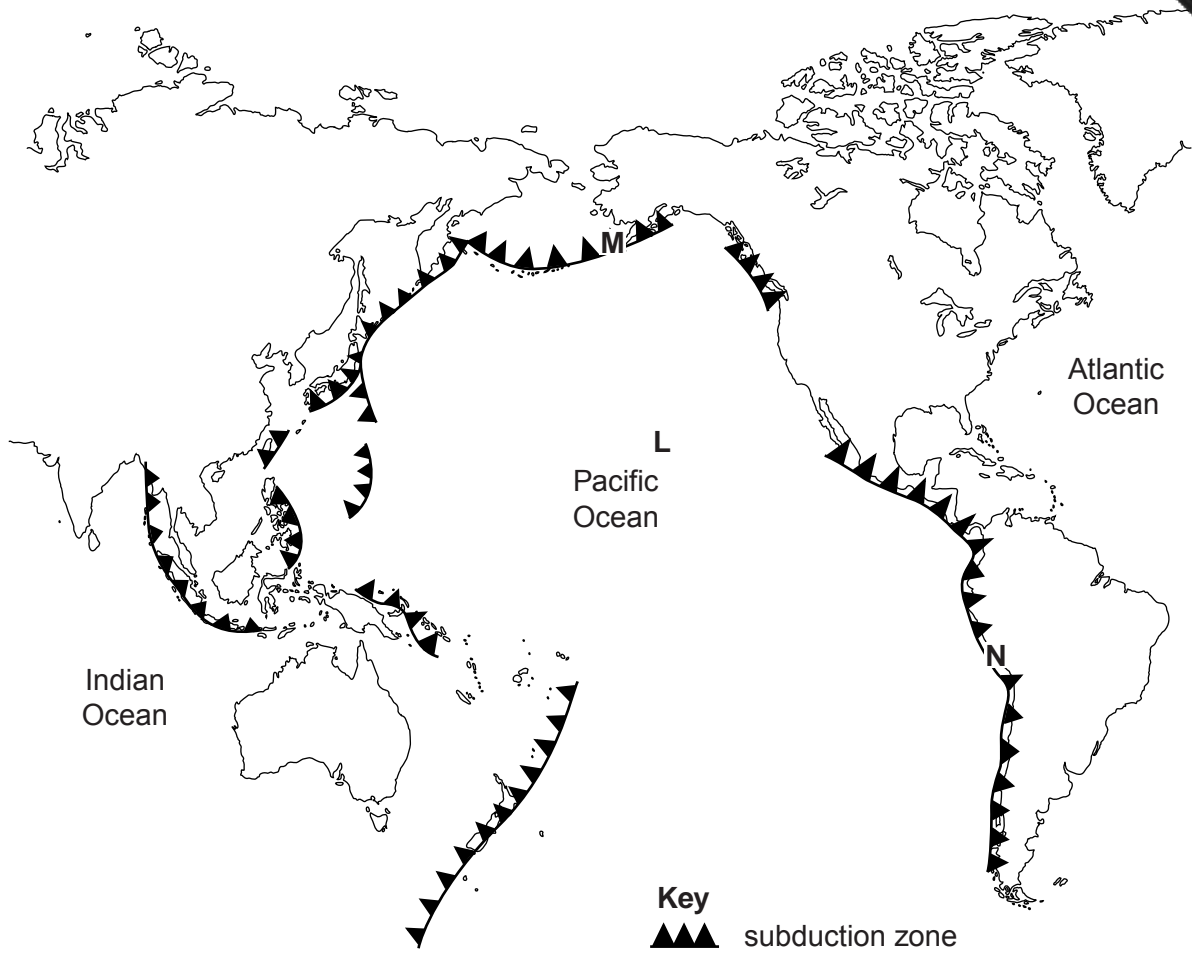 M
Atlantic
Ocean
L
Pacific
Ocean
N
Indian
Ocean
Key
subduction zone